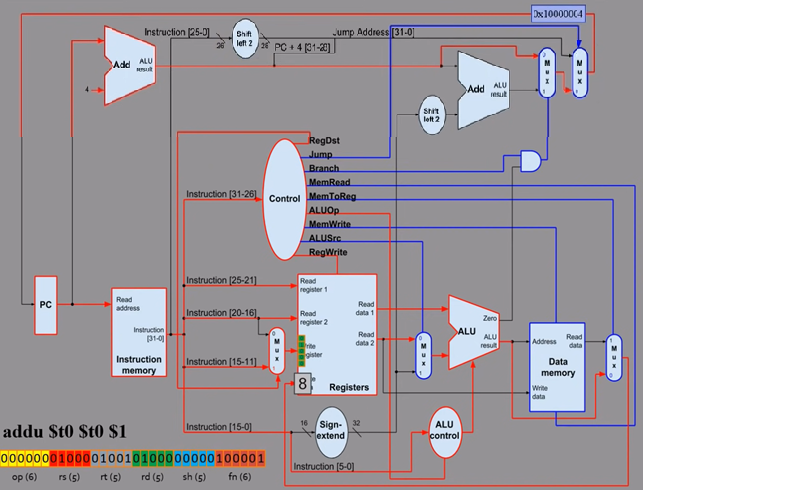 0x10000004
Instruction [25-0]
Shift
left 2
Jump Address [31-0]
26
28
PC + 4 [31-28]
Add
ALU
result
4
M
u
x
M
u
x
Add
ALU
result
Shift
left 2
RegDst
Jump
Branch
MemRead
MemToReg
ALUOp
MemWrite
ALUSrc
RegWrite
Control
Instruction [31-26]
Instruction [25-21]
Instruction [20-16]
Instruction [15-11]
Instruction [15-0]
Instruction [5-0]
PC
Read
address
Instruction
[31-0]
Instruction
memory
0
M
u
x
1
Read
register 1
Read
register 2
Read
data 1
Read
data 2
Registers
8
0
M
u
x
1
ALU
Zero
ALU
result
Address
Read
data
Data
memory
Write
data
1
M
u
x
0
16
Sign-
extend
32
ALU
control
addu $t0 $t0 $1
000000 01000 01001 01000 00000 100001
op (6) rs (5) rt (5) rd (5) sh (5) fn (6)